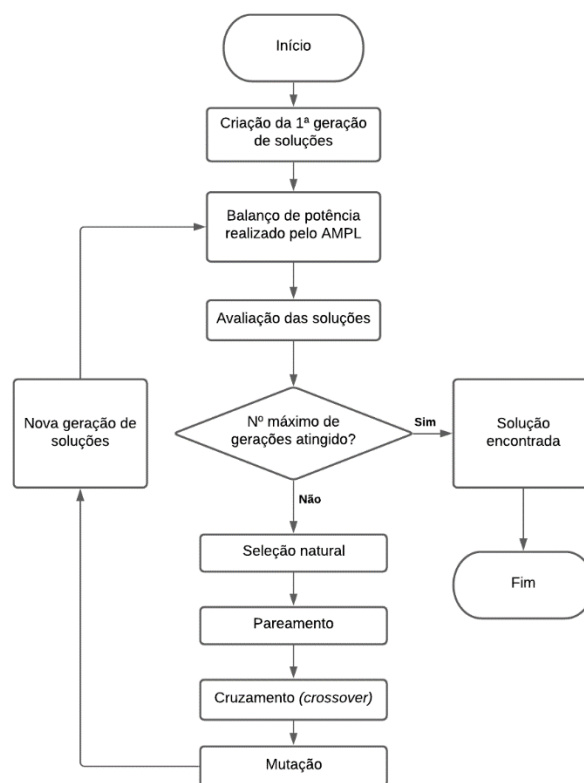 Início
Criação da 1ª geração
de soluções
Balanço de potência
realizado pelo AMPL
Avaliação das soluções
Nº máximo de
gerações atingido?
Sim
Solução
encontrada
Fim
Não
Seleção natural
Pareamento
Cruzamento (crossover)
Mutação
Nova geração de
soluções